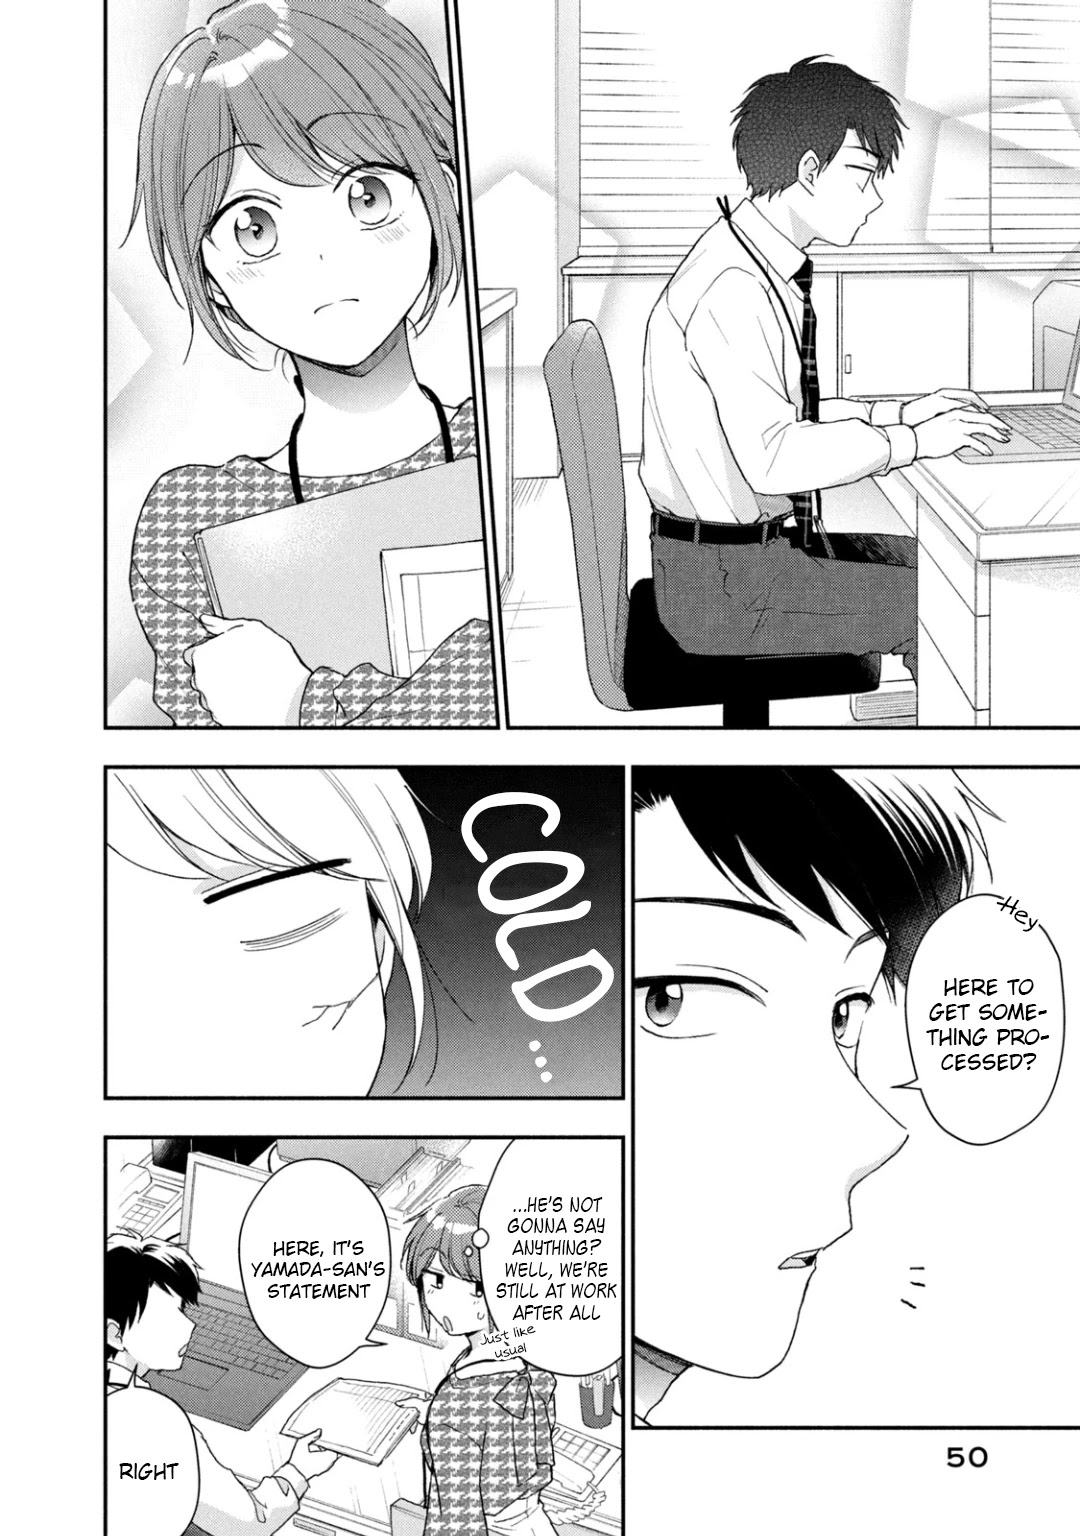 Hey
HERE TO
GET SOME-
THING PRO-
CESSED?
COLD...
...HE'S NOT
GONNA SAY
ANYTHING?
WELL, WE'RE
STILL AT WORK
AFTER ALL
Just like
usual
HERE, IT'S
YAMADA-SAN'S
STATEMENT
RIGHT
50